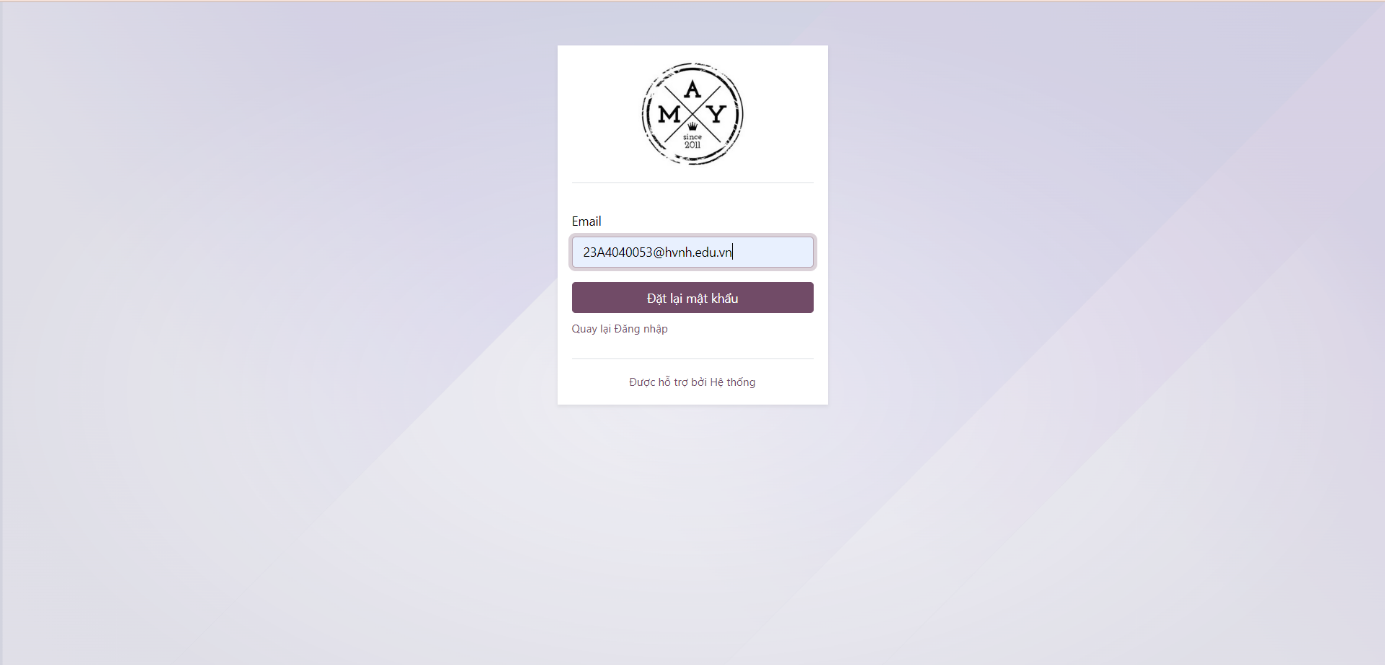 A
M Y
since
2011
Email
23A4040053@hvnh.edu.vn
Đặt lại mật khẩu
Quay lại Đăng nhập
Được hỗ trợ bởi Hệ thống